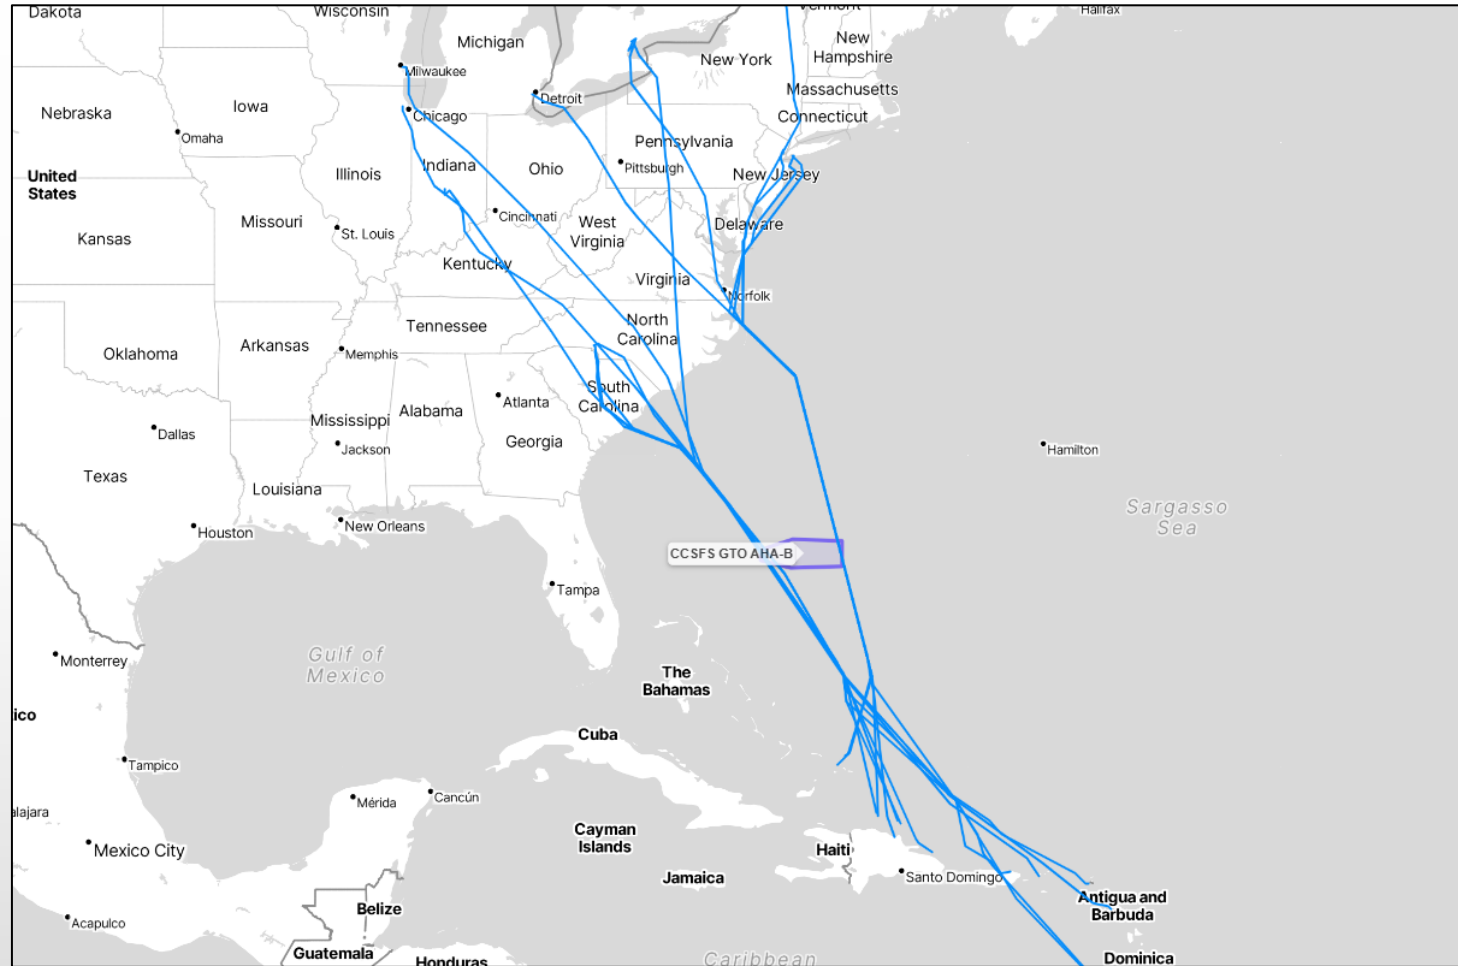 Dakota
Wisconsin
Vermont
Halifax
Michigan
New
Hampshire
New York
Milwaukee
Massachusetts
Detroit
Nebraska
Iowa
Chicago
Connecticut
Omaha
Pennsylvania
Indiana
Ohio
Pittsburgh
New Jersey
United
States
Illinois
Missouri
Cincinnati
West
Virginia
Delaware
Kansas
St. Louis
Kentucky
Virginia
Norfolk
Tennessee
North
Carolina
Oklahoma
Arkansas
Memphis
South
Carolina
Atlanta
Mississippi
Alabama
Dallas
Georgia
Jackson
Hamilton
Texas
Louisiana
Sargasso
Sea
Houston
New Orleans
CCSFS GTO AHA-B
Tampa
Gulf of
Mexico
Monterrey
The
Bahamas
ico
Cuba
Tampico
Mérida
Cancún
alajara
Cayman
Islands
Mexico City
Haiti
Jamaica
Santo Domingo
Antigua and
Barbuda
Belize
Acapulco
Guatemala
Honduras
Caribbean
Dominica